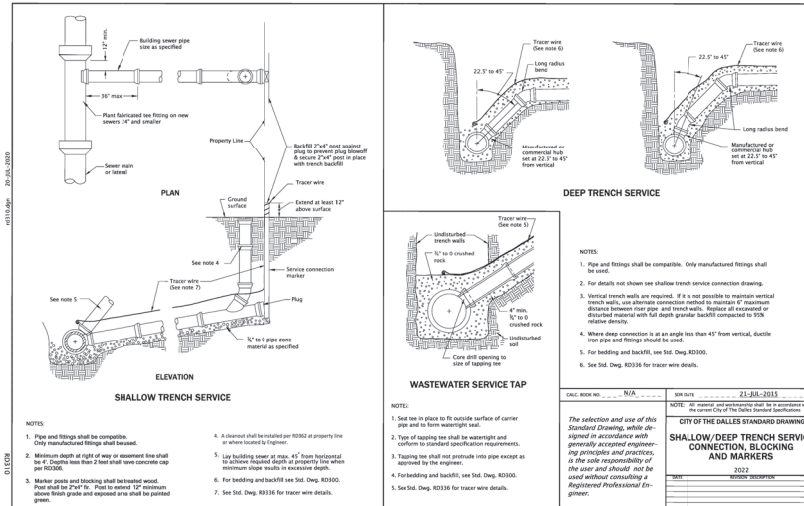 12" min.
Building sewer pipe
size as specified
36" max
Plant fabricated tee fitting on new
sewers 24" and smaller
Sewer main
or lateral
PLAN
Property Line
Backfill 2"x4" post against
plug to prevent plug blowoff
& secure 2"x4" post in place
with trench backfill
Tracer wire
Extend at least 12"
above surface
Ground
surface
See note 4
Service connection
marker
Tracer wire
(See note 7)
See note 5
Plug
¾" to 0 pipe zone
material as specified
ELEVATION
SHALLOW TRENCH SERVICE
NOTES:
1. Pipe and fittings shall be compatible.
Only manufactured fittings shall be used.
2. Minimum depth at right of way or easement line shall
be 4'. Depths less than 2 feet shall have concrete cap
per RD306.
3. Marker posts and blocking shall be treated wood.
Post shall be 2"x4" fir. Post to extend 12" minimum
above finish grade and exposed area shall be painted
green.
4. A cleanout shall be installed per RD362 at property line
or where located by Engineer.
5. Lay building sewer at max. 45° from horizontal
to achieve required depth at property line when
minimum slope results in excessive depth.
6. For bedding and backfill see Std. Dwg. RD300.
7. See Std. Dwg. RD336 for tracer wire details.
rd310.dgn 20-JUL-2020
RD310
Tracer wire
(See note 6)
Long radius
bend
22.5° to 45°
Manufactured or
commercial hub
set at 22.5° to 45°
from vertical
22.5° to 45°
Tracer wire
(See note 6)
Long radius bend
Manufactured or
commercial hub
set at 22.5° to 45°
from vertical
DEEP TRENCH SERVICE
Tracer wire
(See note 5)
Undisturbed
trench walls
¾" to 0 crushed
rock
4" min.
¾" to 0
crushed rock
Undisturbed
soil
Core drill opening to
size of tapping tee
WASTEWATER SERVICE TAP
NOTE:
1. Seat tee in place to fit outside surface of carrier
pipe and to form watertight seal.
2. Type of tapping tee shall be watertight and
conform to standard specification requirements.
3. Tapping tee shall not protrude into pipe except as
approved by the engineer.
4. For bedding and backfill, see Std. Dwg. RD300.
5. See Std. Dwg. RD336 for tracer wire details.
NOTES:
1. Pipe and fittings shall be compatible. Only manufactured fittings shall
be used.
2. For details not shown see shallow trench service connection drawing.
3. Vertical trench walls are required. If it s not possible to maintain vertical
trench walls, use alternate connection method to maintain 6" maximum
distance between riser pipe and trench walls. Replace all excavated or
disturbed material with full depth granular backfill compacted to 95%
relative density.
4. Where deep connection is at an angle less than 45° from vertical, ductile
iron pipe and fittings should be used.
5. For bedding and backfill, see Std. Dwg. RD300.
6. See Std. Dwg. RD336 for tracer wire details.
CALC. BOOK NO. N/A
SDR DATE 21-JUL-2015
NOTE: All material and workmanship shall be in accordance w
the current City of The Dalles Standard Specifications
The selection and use of this
Standard Drawing, while de-
signed in accordance with
generally accepted engineer-
ing principles and practices,
is the sole responsibility of
the user and should not be
used without consulting a
Registered Professional En-
gineer.
CITY OF THE DALLES STANDARD DRAWING
SHALLOW/DEEP TRENCH SERVIC
CONNECTION, BLOCKING
AND MARKERS
2022
DATE REVISION DESCRIPTION